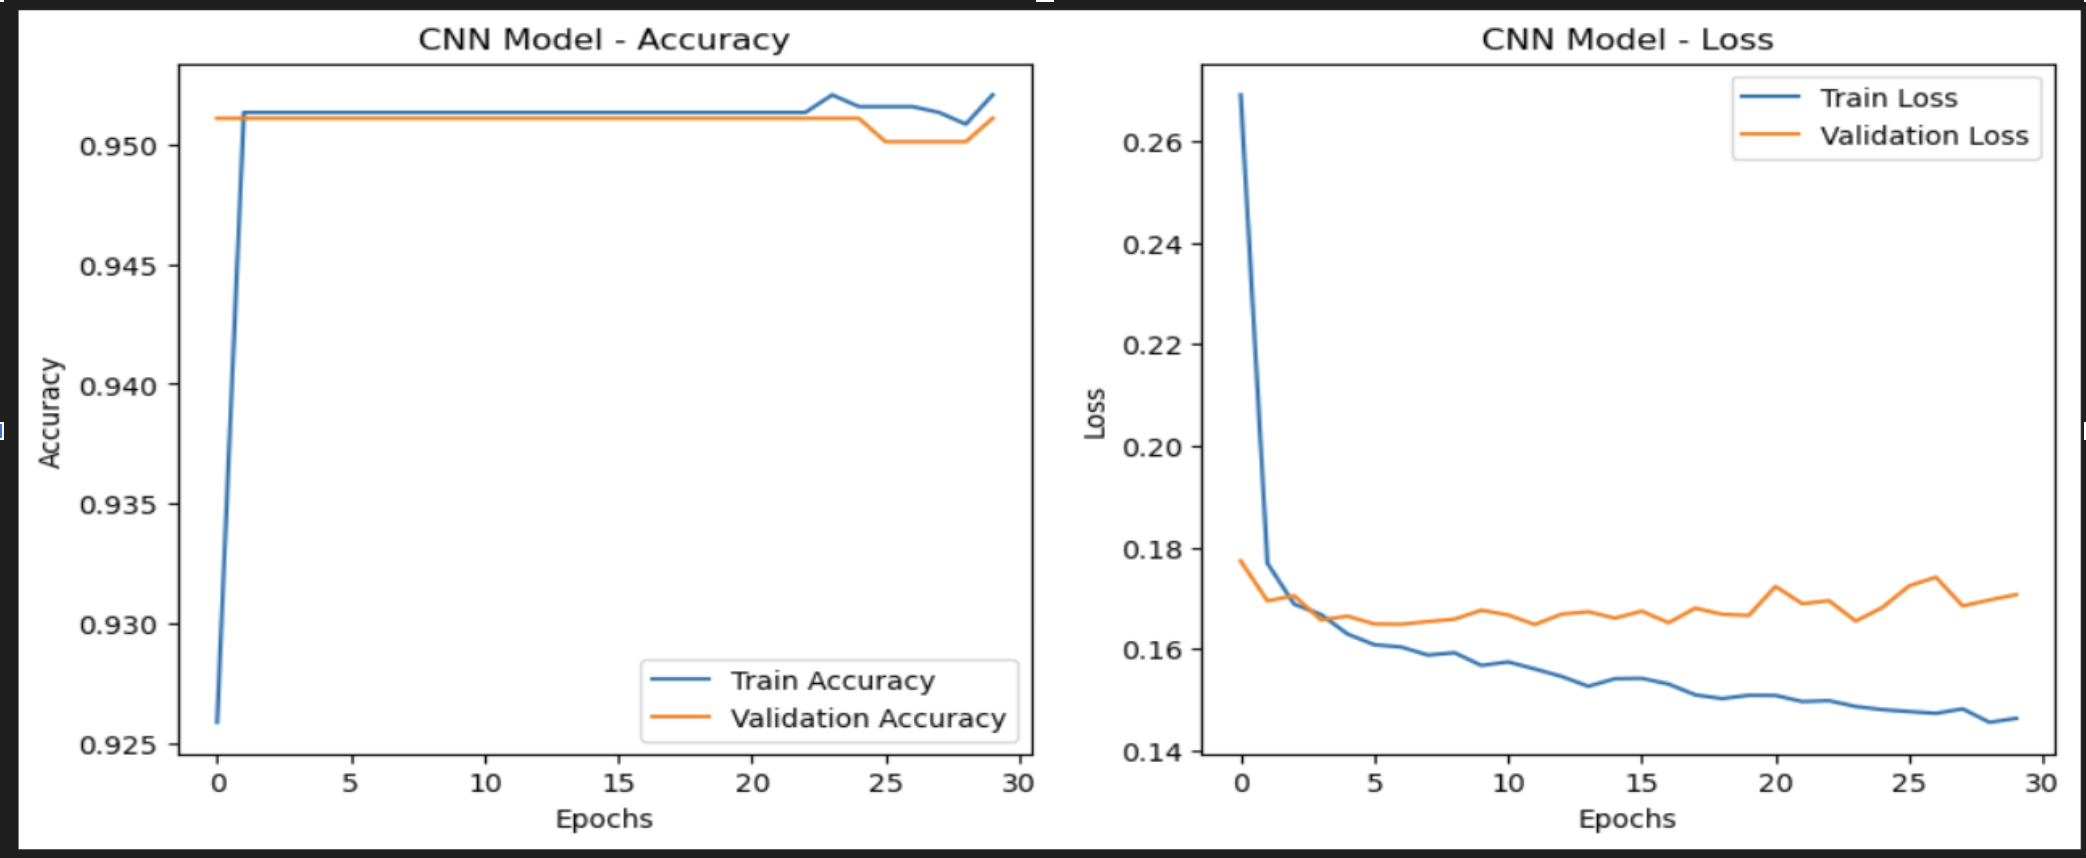 CNN Model - Accuracy
0.950
0.945
0.940
0.935
0.930
0.925
Accuracy
Train Accuracy
Validation Accuracy
0 5 10 15 20 25 30
Epochs
CNN Model - Loss
Train Loss
Validation Loss
0.26
0.24
0.22
0.20
0.18
0.16
0.14
Loss
0 5 10 15 20 25 30
Epochs